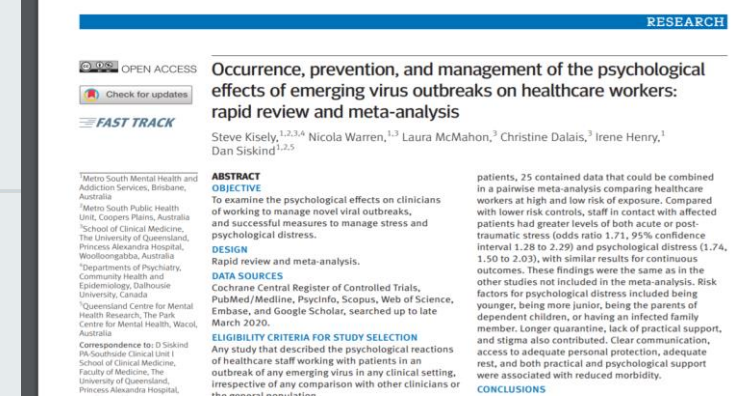 RESEARCH
OPEN ACCESS
Check for updates
FAST TRACK
Occurrence, prevention, and management of the psychological
effects of emerging virus outbreaks on healthcare workers:
rapid review and meta-analysis
Steve Kisely,1,2,3,4 Nicola Warren,1,3 Laura McMahon,3 Christine Dalais,3 Irene Henry,1
Dan Siskind1,2,5
1Metro South Mental Health and
Addiction Services, Brisbane,
Australia
2Metro South Public Health
Unit, Coopers Plains, Australia
3School of Clinical Medicine,
The University of Queensland,
Princess Alexandra Hospital,
Woolloongabba, Australia
4Departments of Psychiatry,
Community Health and
Epidemiology, Dalhousie
University, Canada
5Queensland Centre for Mental
Health Research, The Park
Centre for Mental Health, Wacol,
Australia
Correspondence to: D Siskind
PA-Southside Clinical Unit I
School of Clinical Medicine,
Faculty of Medicine, The
University of Queensland,
Princess Alexandra Hospital,
ABSTRACT
OBJECTIVE
To examine the psychological effects on clinicians
of working to manage novel viral outbreaks,
and successful measures to manage stress and
psychological distress.
DESIGN
Rapid review and meta-analysis.
DATA SOURCES
Cochrane Central Register of Controlled Trials,
PubMed/Medline, PsycInfo, Scopus, Web of Science,
Embase, and Google Scholar, searched up to late
March 2020.
ELIGIBILITY CRITERIA FOR STUDY SELECTION
Any study that described the psychological reactions
of healthcare staff working with patients in an
outbreak of any emerging virus in any clinical setting,
irrespective of any comparison with other clinicians or
the general population.
patients, 25 contained data that could be combined
in a pairwise meta-analysis comparing healthcare
workers at high and low risk of exposure. Compared
with lower risk controls, staff in contact with affected
patients had greater levels of both acute or post-
traumatic stress (odds ratio 1.71, 95% confidence
interval 1.28 to 2.29) and psychological distress (1.74,
1.50 to 2.03), with similar results for continuous
outcomes. These findings were the same as in the
other studies not included in the meta-analysis. Risk
factors for psychological distress included being
younger, being more junior, being the parents of
dependent children, or having an infected family
member. Longer quarantine, lack of practical support,
and stigma also contributed. Clear communication,
access to adequate personal protection, adequate
rest, and both practical and psychological support
were associated with reduced morbidity.
CONCLUSIONS